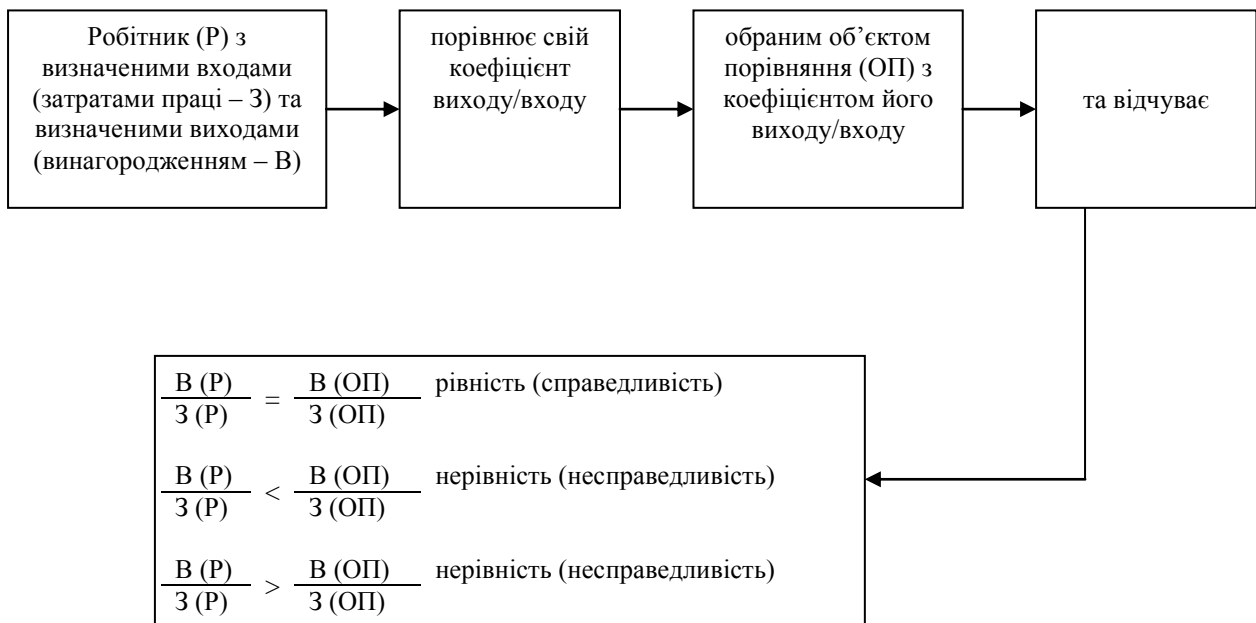 Робітник (Р) з
визначеними входами
(затратами праці – З) та
визначеними виходами
(винагородженням – В)
порівнює свій
коефіцієнт
виходу/входу
обраним об’єктом
порівняння (ОП) з
коефіцієнтом його
виходу/входу
та відчуває
В (Р) В (ОП) рівність (справедливість)
=
З (Р) З (ОП)
В (Р) В (ОП) нерівність (несправедливість)
<
З (Р) З (ОП)
В (Р) В (ОП) нерівність (несправедливість)
>
З (Р) З (ОП)